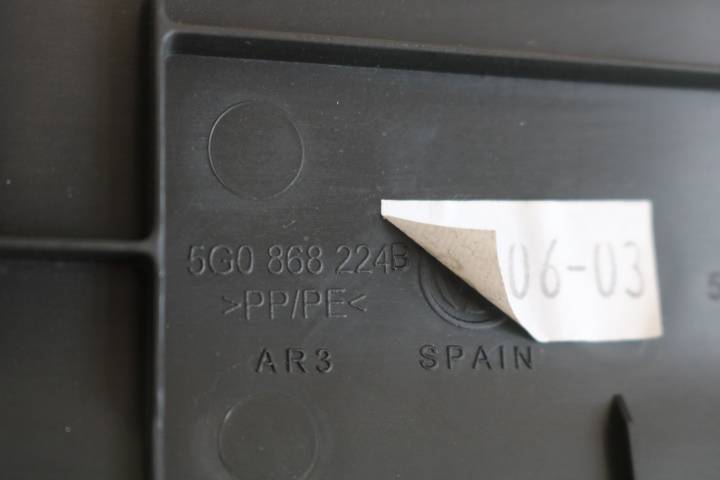 5G0 868 224B
>PP/PE<
AR3
SPAIN
06-03